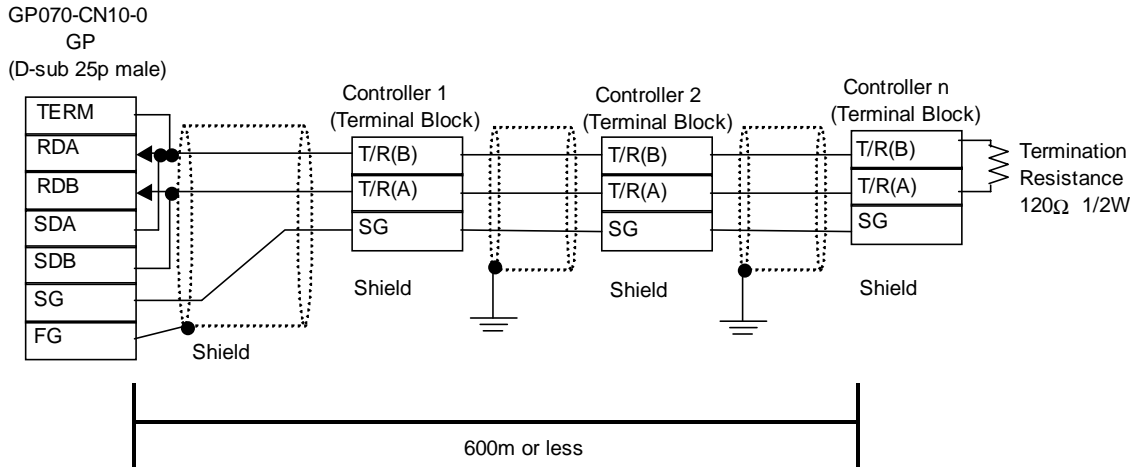 GP070-CN10-0
GP
(D-sub 25p male)
TERM
RDA
RDB
SDA
SDB
SG
FG
Shield
Controller 1
(Terminal Block)
T/R(B)
T/R(A)
SG
Shield
Controller 2
(Terminal Block)
T/R(B)
T/R(A)
SG
Shield
Controller n
(Terminal Block)
T/R(B)
T/R(A)
SG
Shield
Termination
Resistance
120Ω 1/2W
600m or less